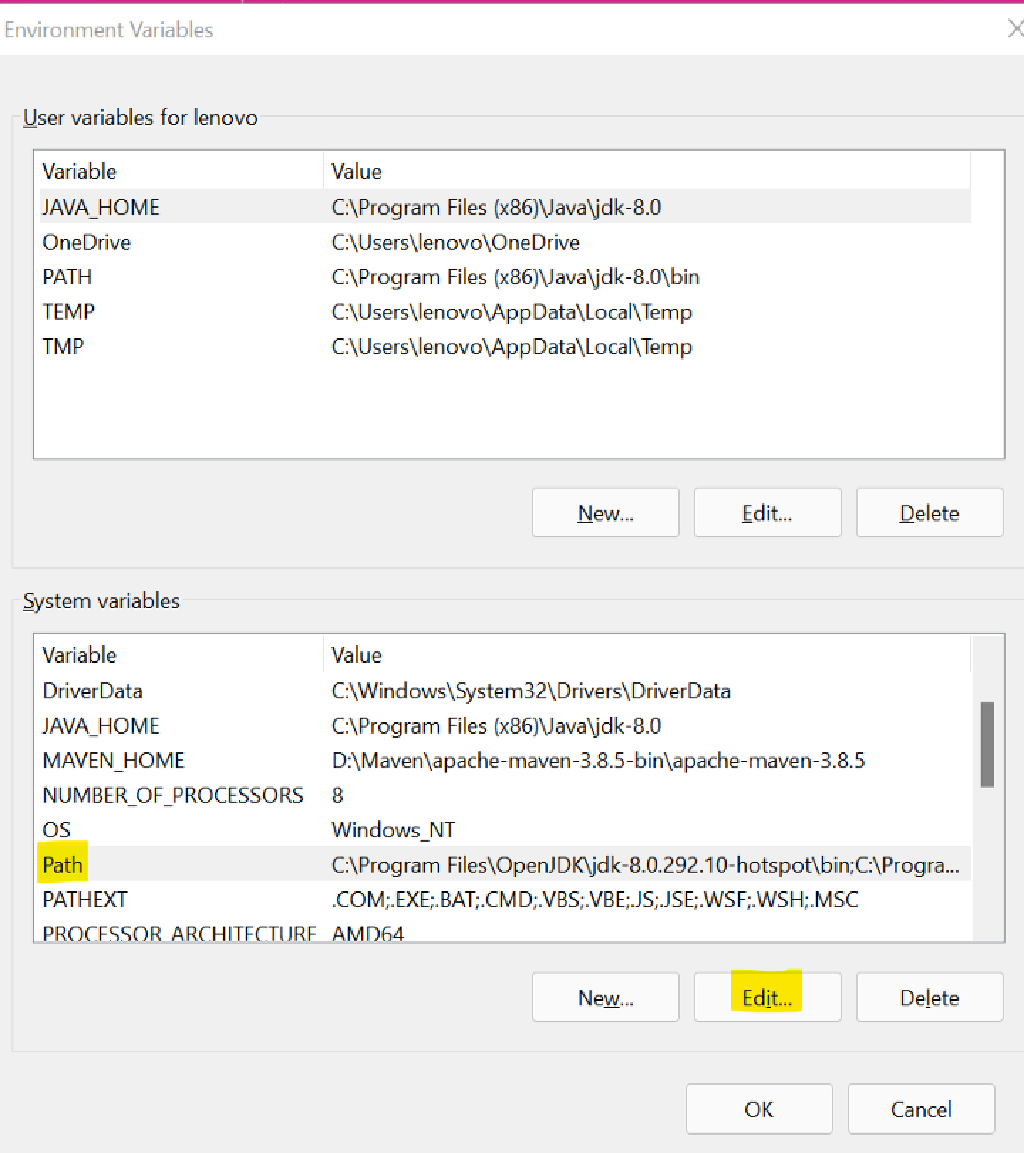 Environment Variables
User variables for lenovo
Variable Value
JAVA_HOME C:\Program Files (x86)\Java\jdk-8.0
OneDrive C:\Users\lenovo\OneDrive
PATH C:\Program Files (x86)\Java\jdk-8.0\bin
TEMP C:\Users\lenovo\AppData\Local\Temp
TMP C:\Users\lenovo\AppData\Local\Temp
New... Edit... Delete
System variables
Variable Value
DriverData C:\Windows\System32\Drivers\DriverData
JAVA_HOME C:\Program Files (x86)\Java\jdk-8.0
MAVEN_HOME D:\Maven\apache-maven-3.8.5-bin\apache-maven-3.8.5
NUMBER_OF_PROCESSORS 8
OS Windows_NT
Path C:\Program Files\OpenJDK\jdk-8.0.292.10-hotspot\bin;C:\Progra...
PATHEXT .COM;.EXE;.BAT;.CMD;.VBS;.VBE;.JS;.JSE;.WSF;.WSH;.MSC
PROCESSOR_ARCHITECTURE AMD64
New... Edit... Delete
OK Cancel